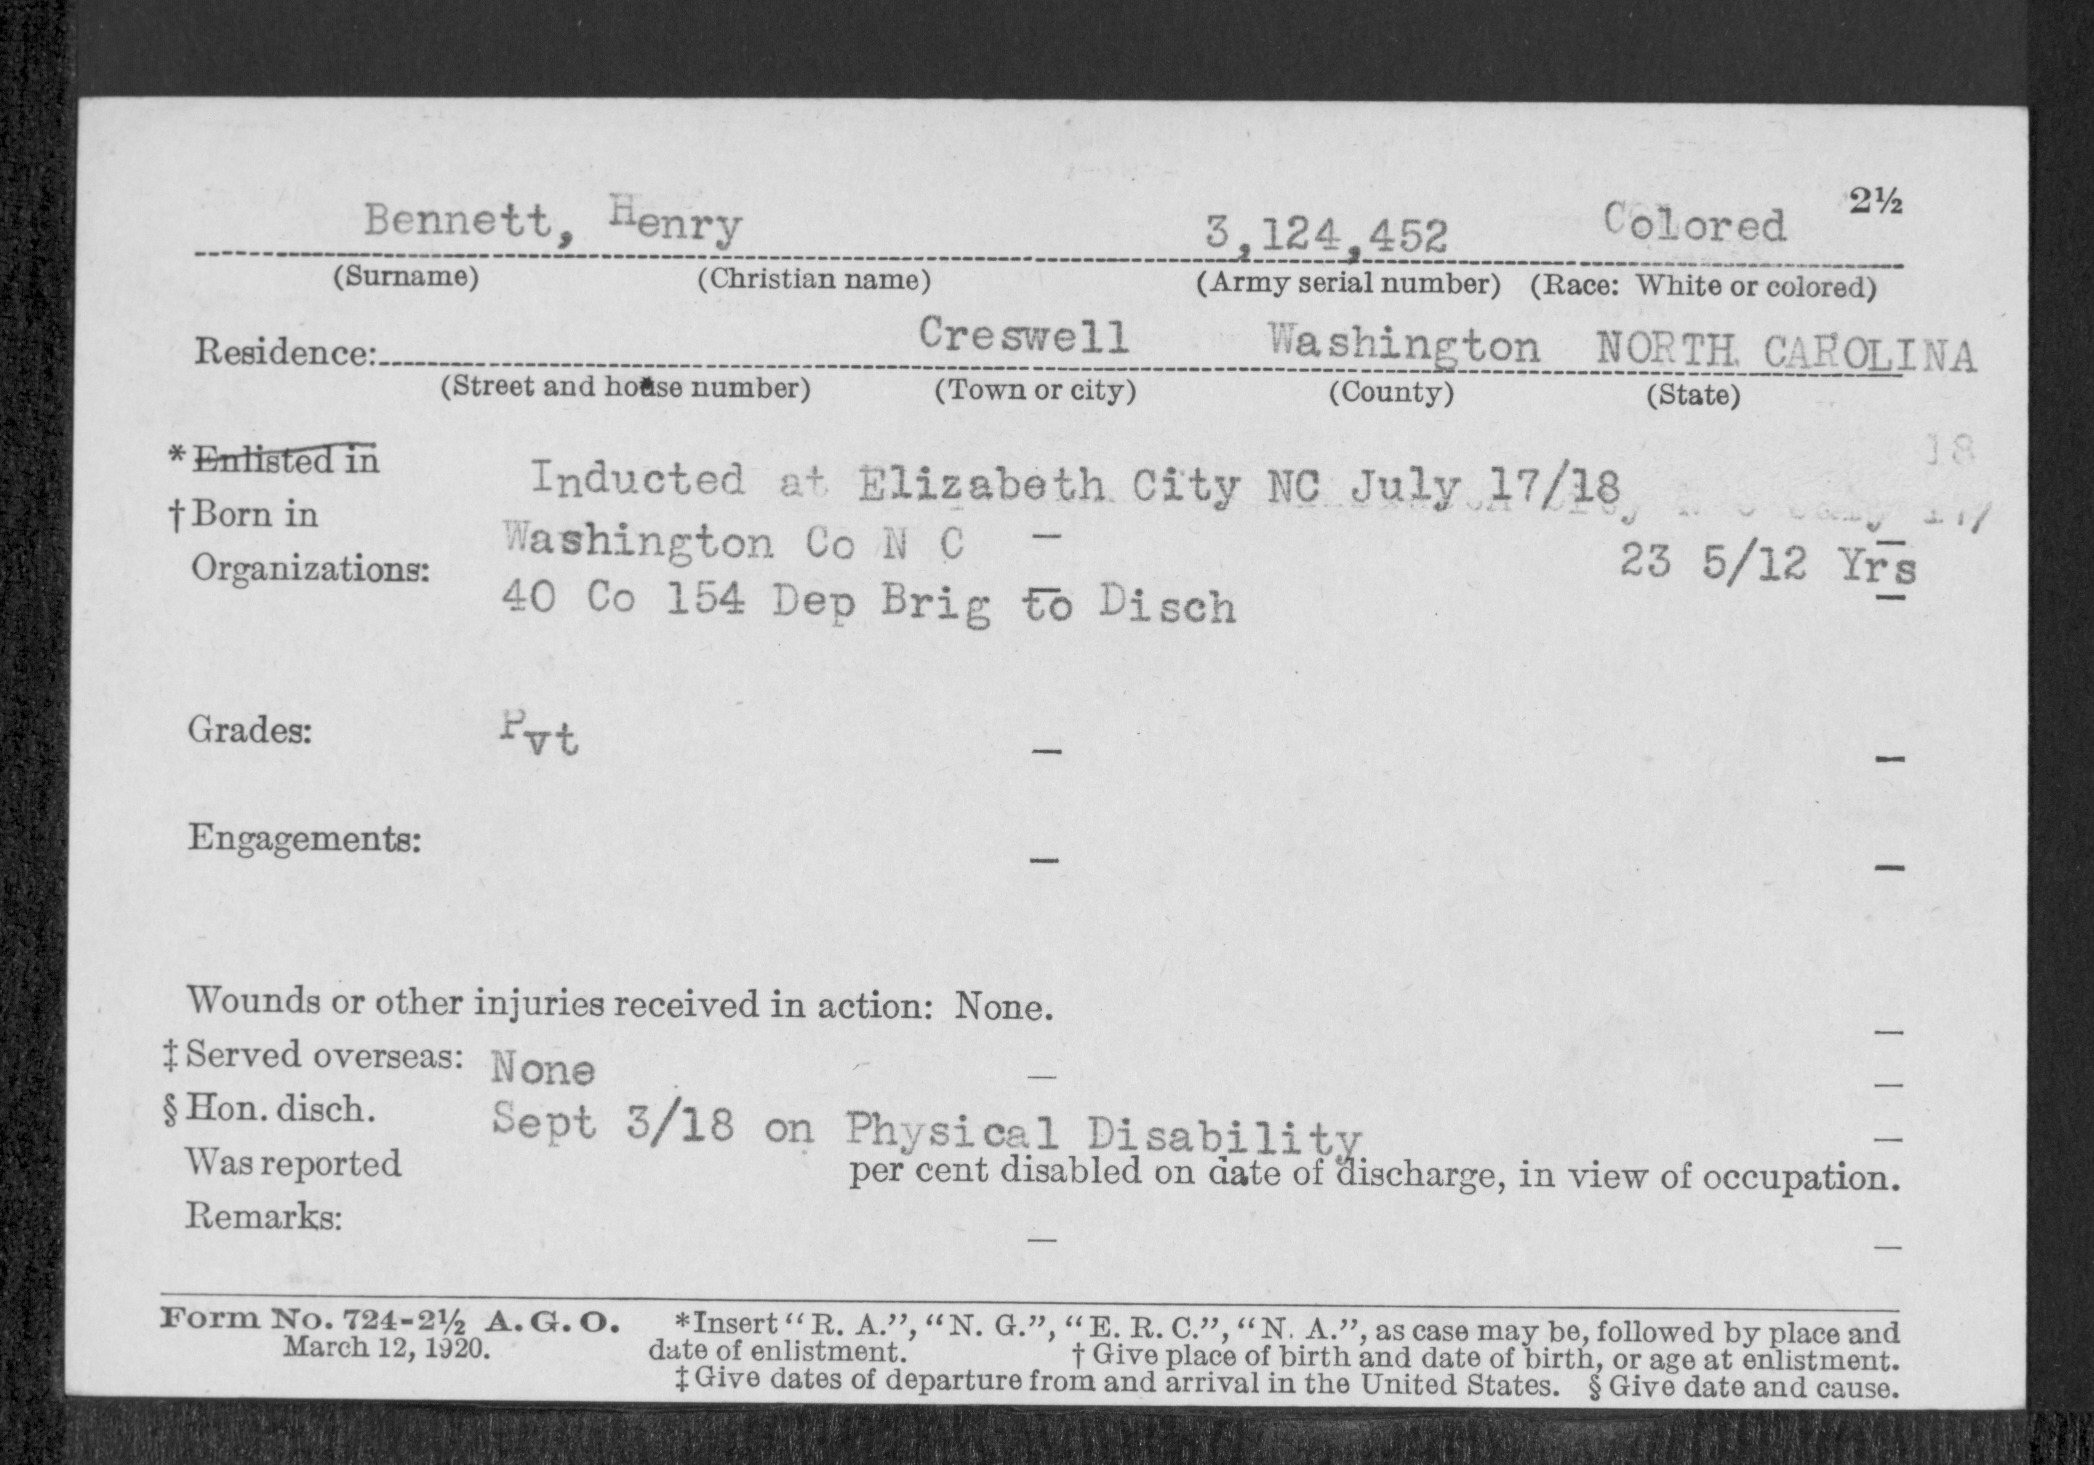 2½
Bennett, Henry 3,124,452 Colored
(Surname) (Christian name) (Army serial number) (Race: White or colored)
Residence: Creswell Washington NORTH CAROLINA
(Street and house number) (Town or city) (County) (State)
*Enlisted in Inducted at Elizabeth City NC July 17/18
†Born in Washington Co N C — 23 5/12 Yrs
Organizations: 40 Co 154 Dep Brig to Disch
Grades: Pvt — —
Engagements: — —
Wounds or other injuries received in action: None. —
‡Served overseas: None — —
§Hon. disch. Sept 3/18 on Physical Disability —
Was reported per cent disabled on date of discharge, in view of occupation.
Remarks: — —
Form No. 724-2½ A.G.O. *Insert "R. A.", "N. G.", "E. R. C.", "N. A.", as case may be, followed by place and
March 12, 1920. date of enlistment. †Give place of birth and date of birth, or age at enlistment.
‡Give dates of departure from and arrival in the United States. §Give date and cause.